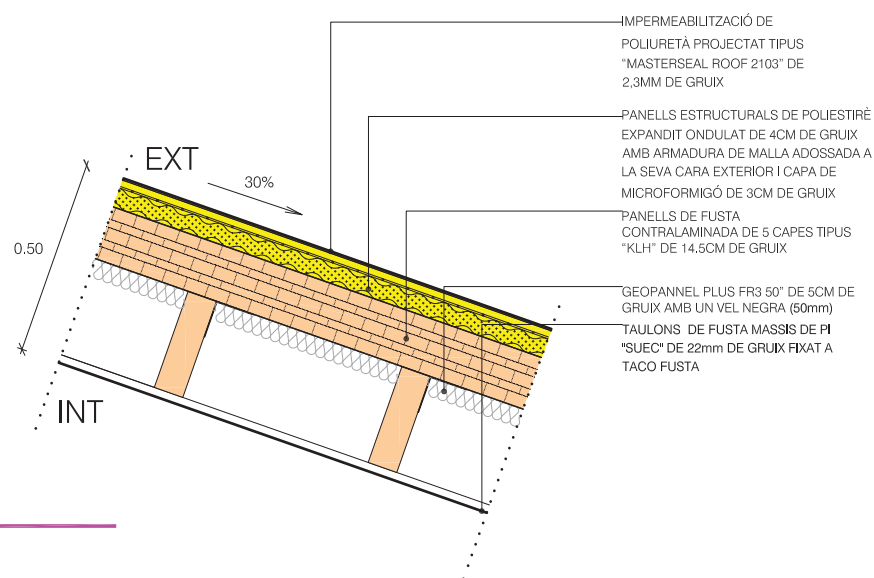 IMPERMEABILITZACIÓ DE
POLIURETÀ PROJECTAT TIPUS
“MASTERSEAL ROOF 2103” DE
2,3MM DE GRUIX
PANELLS ESTRUCTURALS DE POLIESTIRÈ
EXPANDIT ONDULAT DE 4CM DE GRUIX
AMB ARMADURA DE MALLA ADOSSADA A
LA SEVA CARA EXTERIOR I CAPA DE
MICROFORMIGÓ DE 3CM DE GRUIX
PANELLS DE FUSTA
CONTRALAMINADA DE 5 CAPES TIPUS
“KLH” DE 14.5CM DE GRUIX
GEOPANNEL PLUS FR3 50” DE 5CM DE
GRUIX AMB UN VEL NEGRA (50mm)
TAULONS DE FUSTA MASSIS DE PI
"SUEC" DE 22mm DE GRUIX FIXAT A
TACO FUSTA
EXT
30%
0.50
INT